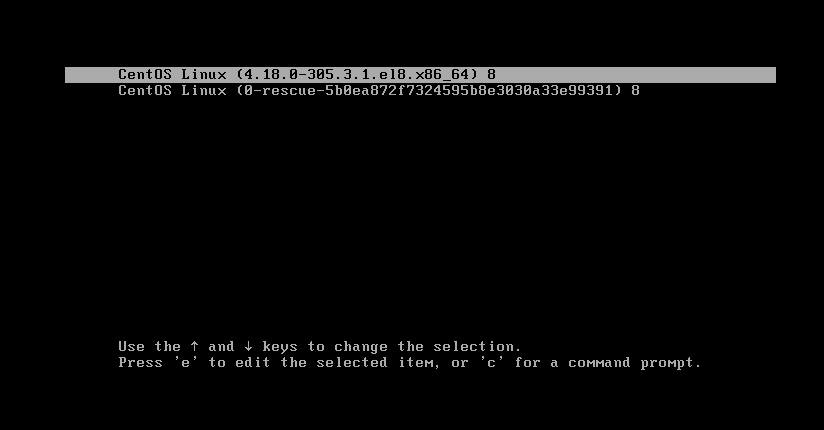 CentOS Linux (4.18.0-305.3.1.el8.x86_64) 8
CentOS Linux (0-rescue-5b0ea872f7324595b8e3030a33e99391) 8
Use the ↑ and ↓ keys to change the selection.
Press 'e' to edit the selected item, or 'c' for a command prompt.